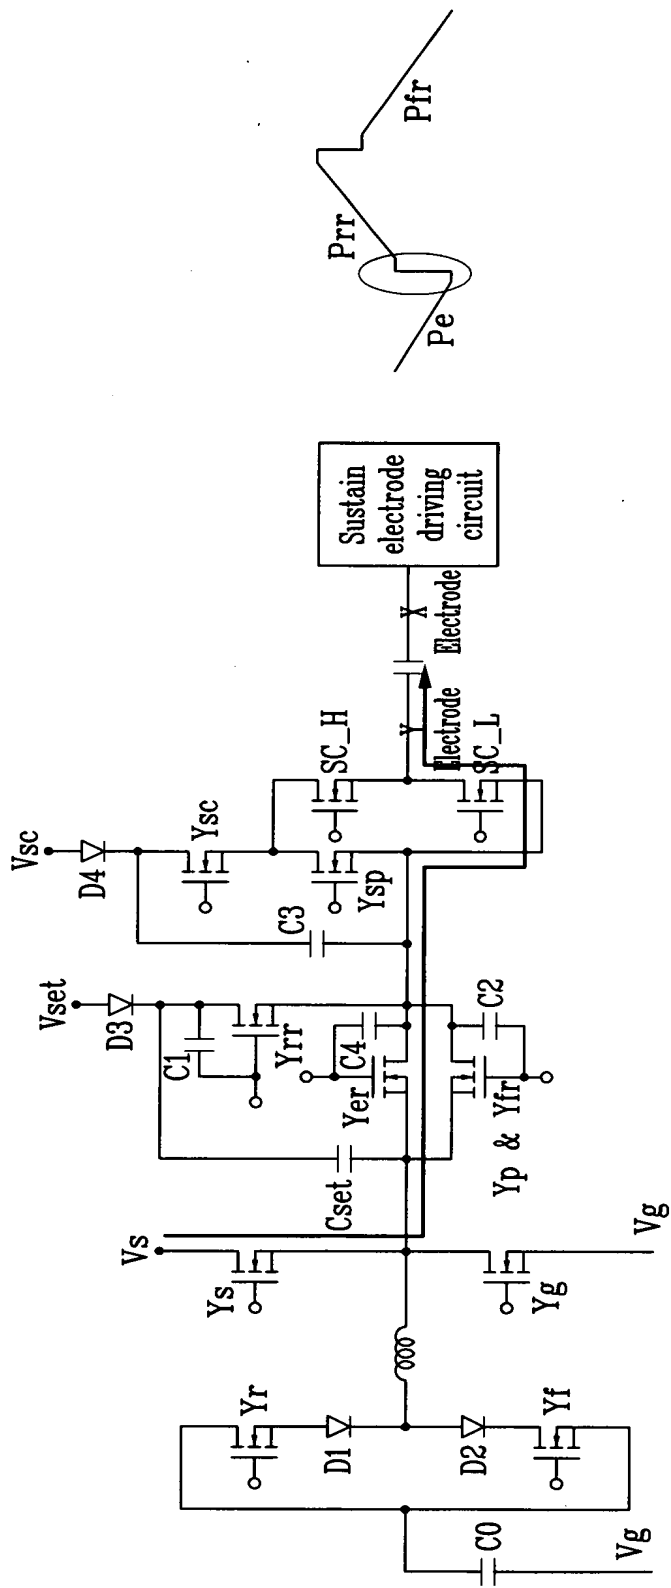 Vg
C0
Yr
D1
D2
Yf
Vs
Ys
Yg
Vg
Cset
Vset
D3
C1
Yrr
Yer
C4
Yp & Yfr
C2
Vsc
D4
C3
Ysc
Ysp
SC_H
SC_L
Y
Electrode
X
Electrode
Sustain
electrode
driving
circuit
Pe
Prr
Pfr